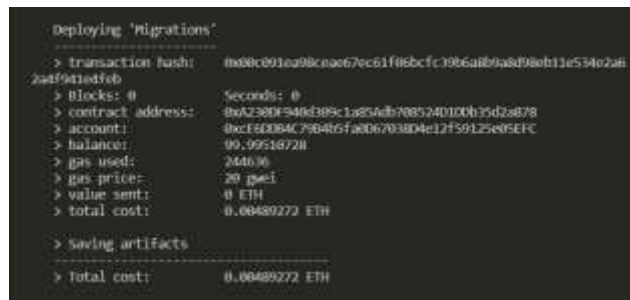 Deploying 'Migrations'
----------------------
> transaction hash:
> Blocks: 0 Seconds: 0
> contract address:
> account:
> balance: 99.99510728
> gas used: 244636
> gas price: 20 gwei
> value sent: 0 ETH
> total cost: 0.00489272 ETH
> Saving artifacts
-------------------------------------
> Total cost: 0.00489272 ETH